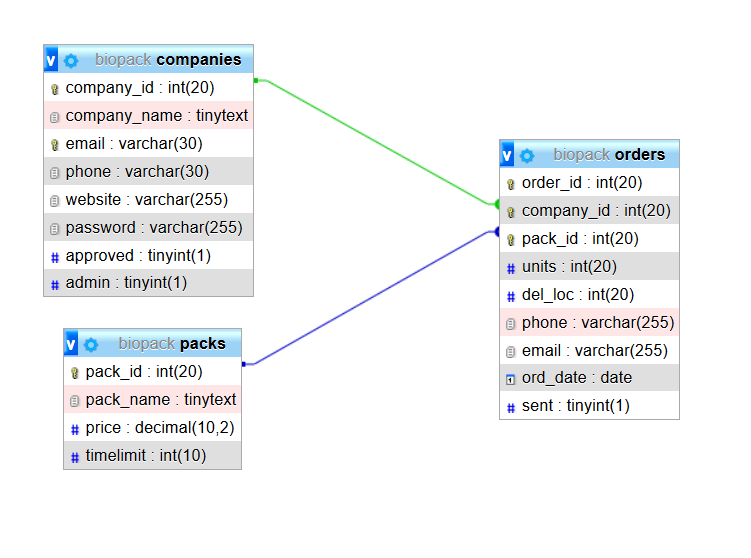 v biopack companies
company_id : int(20)
company_name : tinytext
email : varchar(30)
phone : varchar(30)
website : varchar(255)
password : varchar(255)
# approved : tinyint(1)
# admin : tinyint(1)
v biopack packs
pack_id : int(20)
pack_name : tinytext
# price : decimal(10,2)
# timelimit : int(10)
v biopack orders
order_id : int(20)
company_id : int(20)
pack_id : int(20)
# units : int(20)
# del_loc : int(20)
phone : varchar(255)
email : varchar(255)
ord_date : date
# sent : tinyint(1)